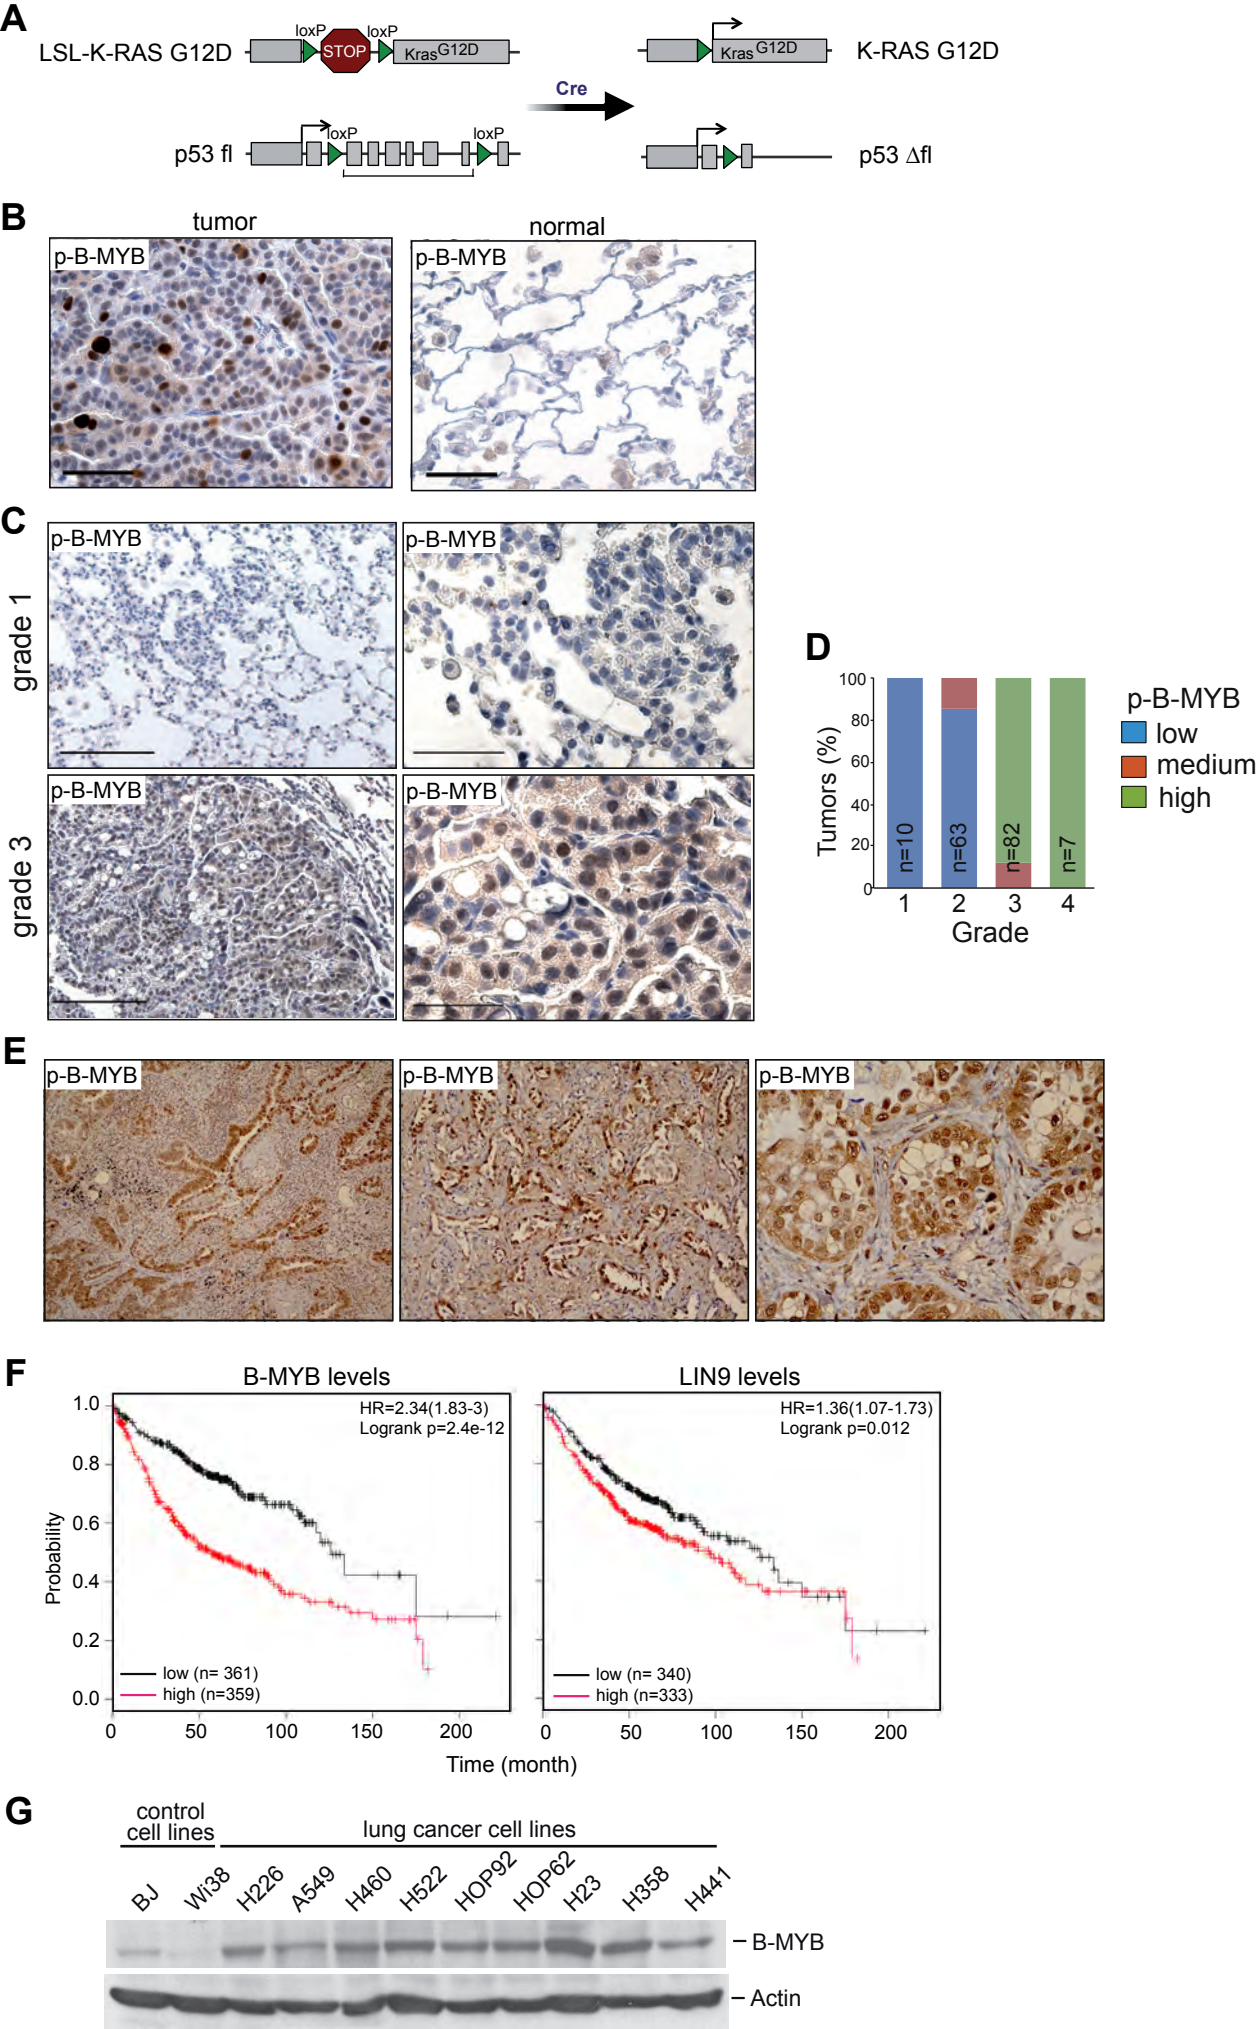 A
LSL-K-RAS G12D
loxP
STOP
loxP
Kras G12D
Cre
Kras G12D
K-RAS G12D
p53 fl
loxP
loxP
p53 Δfl
B
tumor
normal
p-B-MYB
p-B-MYB
C
grade 1
p-B-MYB
p-B-MYB
grade 3
p-B-MYB
p-B-MYB
D
Tumors (%)
100
80
60
40
20
0
n=10
n=63
n=82
n=7
1 2 3 4
Grade
p-B-MYB
low
medium
high
E
p-B-MYB
p-B-MYB
p-B-MYB
F
B-MYB levels
HR=2.34(1.83-3)
Logrank p=2.4e-12
Probability
1.0
0.8
0.6
0.4
0.2
0.0
low (n= 361)
high (n=359)
0 50 100 150 200
LIN9 levels
HR=1.36(1.07-1.73)
Logrank p=0.012
low (n= 340)
high (n=333)
0 50 100 150 200
Time (month)
G
control
cell lines
lung cancer cell lines
BJ Wi38 H226 A549 H460 H522 HOP92 HOP62 H23 H358 H441
B-MYB
Actin